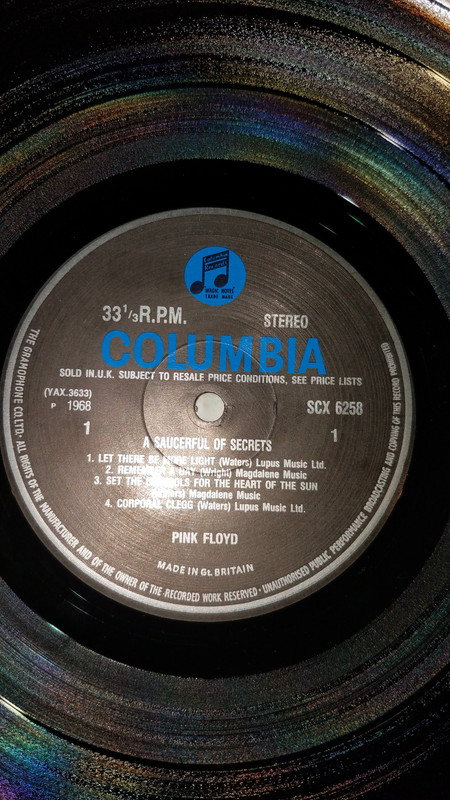 Columbia
Records
MAGIC NOTES
TRADE MARK
33⅓ R.P.M. STEREO
COLUMBIA
SOLD IN.U.K. SUBJECT TO RESALE PRICE CONDITIONS, SEE PRICE LISTS
(YAX.3633)
P 1968 SCX 6258
1 1
A SAUCERFUL OF SECRETS
1. LET THERE BE MORE LIGHT (Waters) Lupus Music Ltd.
2. REMEMBER A DAY (Wright) Magdalene Music
3. SET THE CONTROLS FOR THE HEART OF THE SUN
(Waters) Magdalene Music
4. CORPORAL CLEGG (Waters) Lupus Music Ltd.
PINK FLOYD
MADE IN Gt. BRITAIN
THE GRAMOPHONE CO. LTD · ALL RIGHTS OF THE MANUFACTURER AND OF THE OWNER OF THE RECORDED WORK RESERVED · UNAUTHORISED PUBLIC PERFORMANCE BROADCASTING AND COPYING OF THIS RECORD PROHIBITED